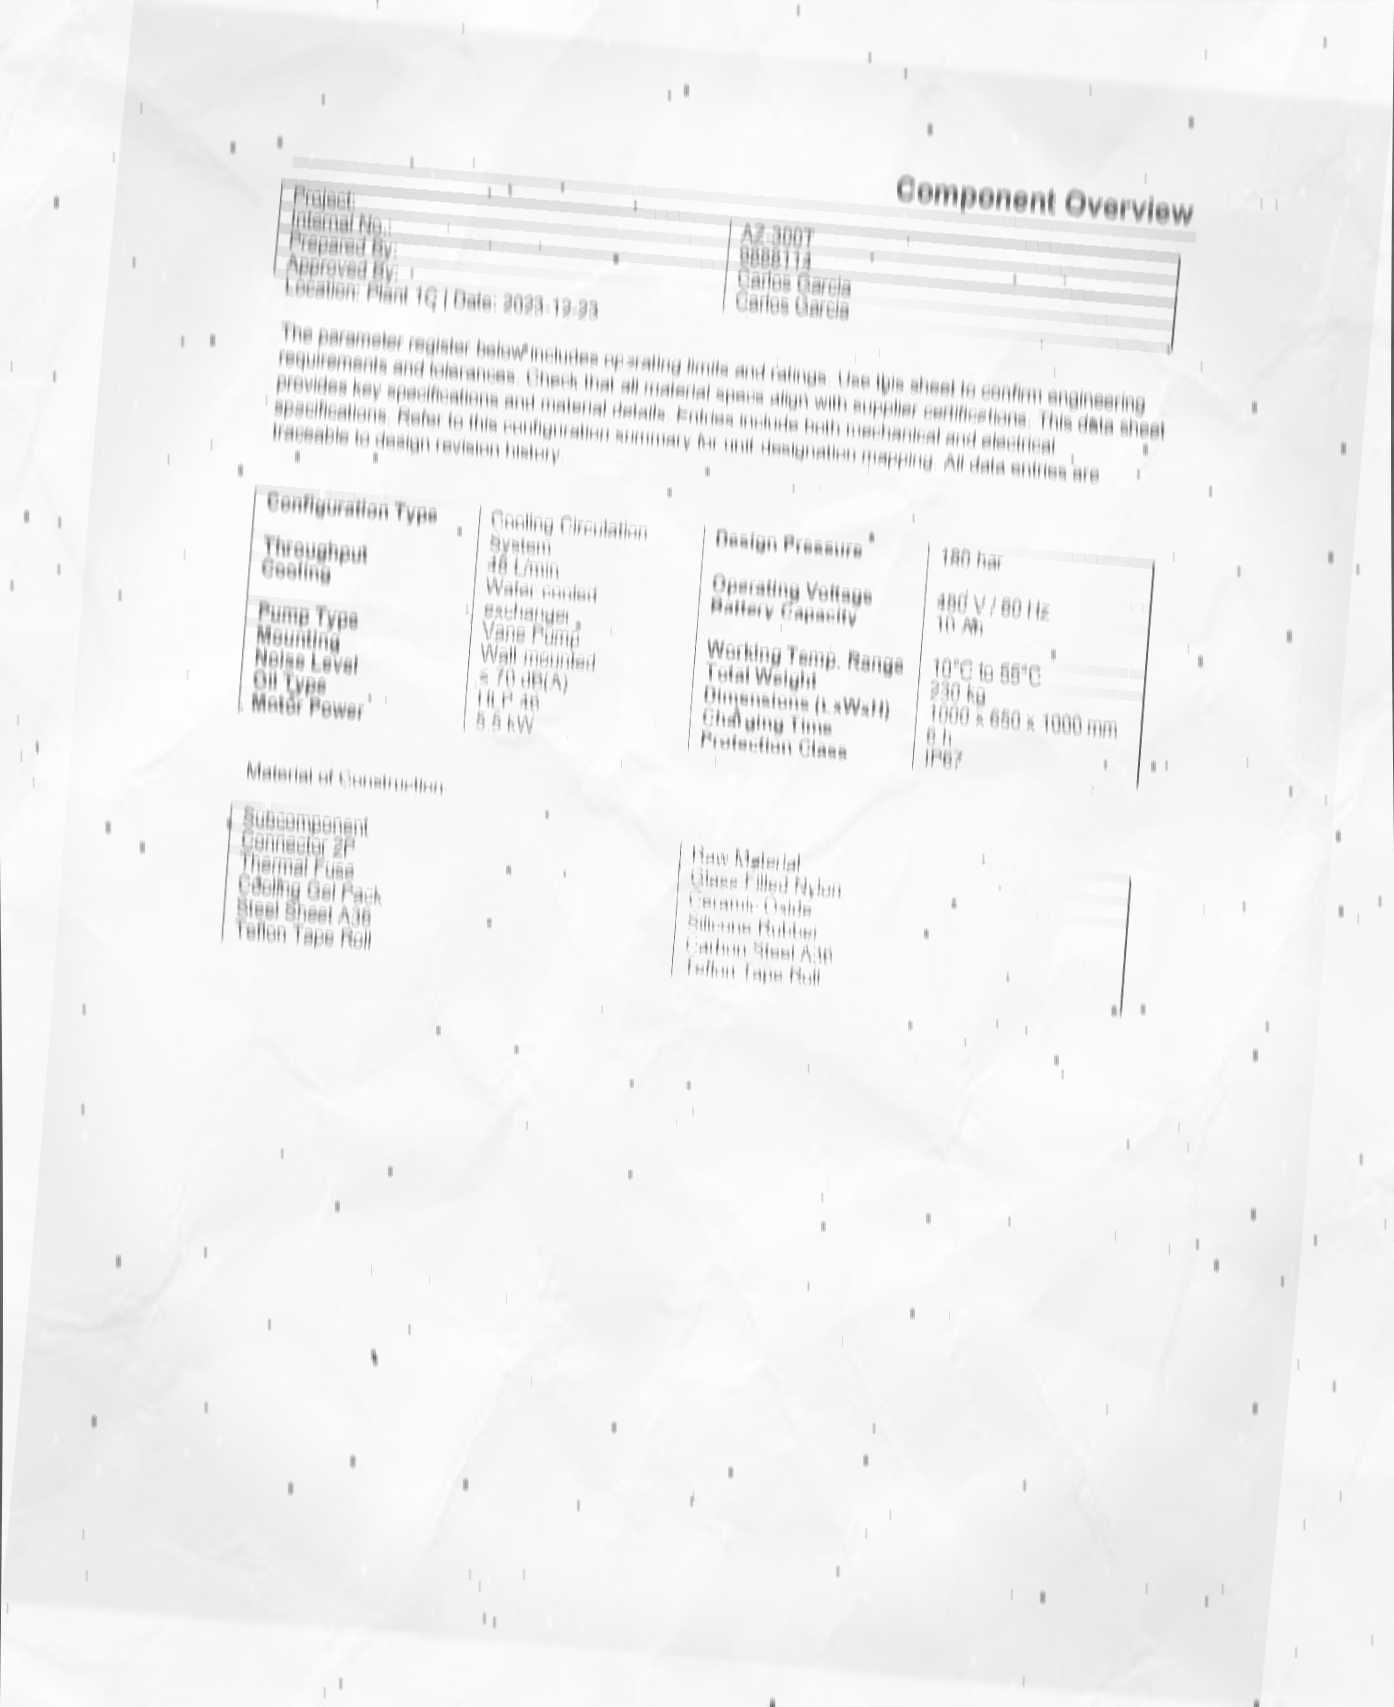 Component Overview
Project: AZ-300T
Internal No.: 8888114
Prepared By: Carlos Garcia
Approved By: Carlos Garcia
Location: Plant 1C | Date: 2023-12-23
The parameter register below includes operating limits and ratings. Use this sheet to confirm engineering
requirements and tolerances. Check that all material specs align with supplier certifications. This data sheet
provides key specifications and material details. Entries include both mechanical and electrical
specifications. Refer to this configuration summary for unit designation mapping. All data entries are
traceable to design revision history.
Configuration Type Cooling Circulation System Design Pressure 180 bar
Throughput L/min Operating Voltage 480 V / 60 Hz
Cooling Water cooled exchanger Battery Capacity 10 Ah
Pump Type Vane Pump Working Temp. Range 10°C to 55°C
Mounting Wall mounted Total Weight 230 kg
Noise Level ≤ 70 dB(A) Dimensions (LxWxH) 1000 x 650 x 1000 mm
Oil Type HLP 46 Charging Time h
Motor Power 5.5 kW Protection Class IP67
Material of Construction
Subcomponent Raw Material
Connector 2P Glass-Filled Nylon
Thermal Fuse Ceramic Oxide
Cooling Gel Pack Silicone Rubber
Steel Sheet A36 Carbon Steel A36
Teflon Tape Roll Teflon Tape Roll